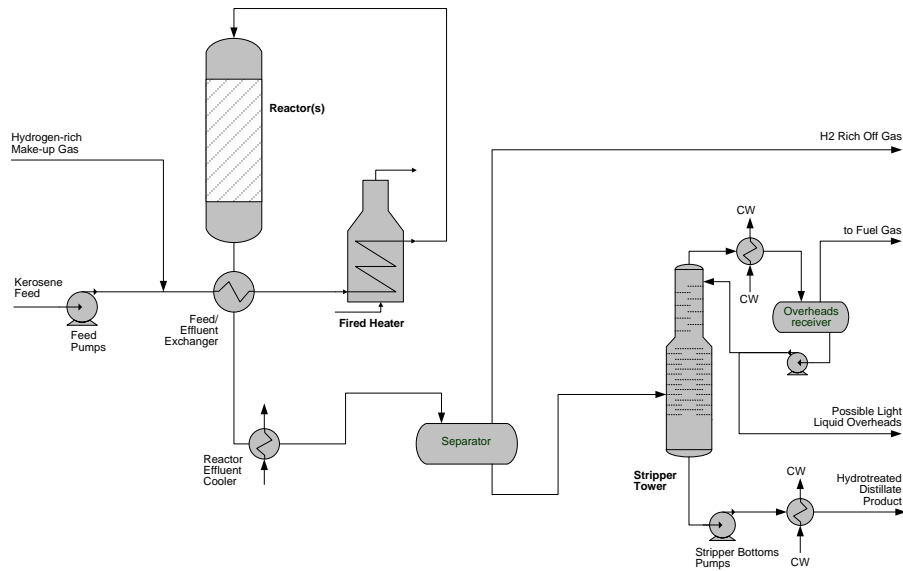 Reactor(s)
Hydrogen-rich
Make-up Gas
H2 Rich Off Gas
CW
to Fuel Gas
Kerosene
Feed
Feed
Pumps
Feed/
Effluent
Exchanger
Fired Heater
CW
Overheads
receiver
Possible Light
Liquid Overheads
Separator
Reactor
Effluent
Cooler
Stripper
Tower
CW
Hydrotreated
Distillate
Product
Stripper Bottoms
Pumps
CW